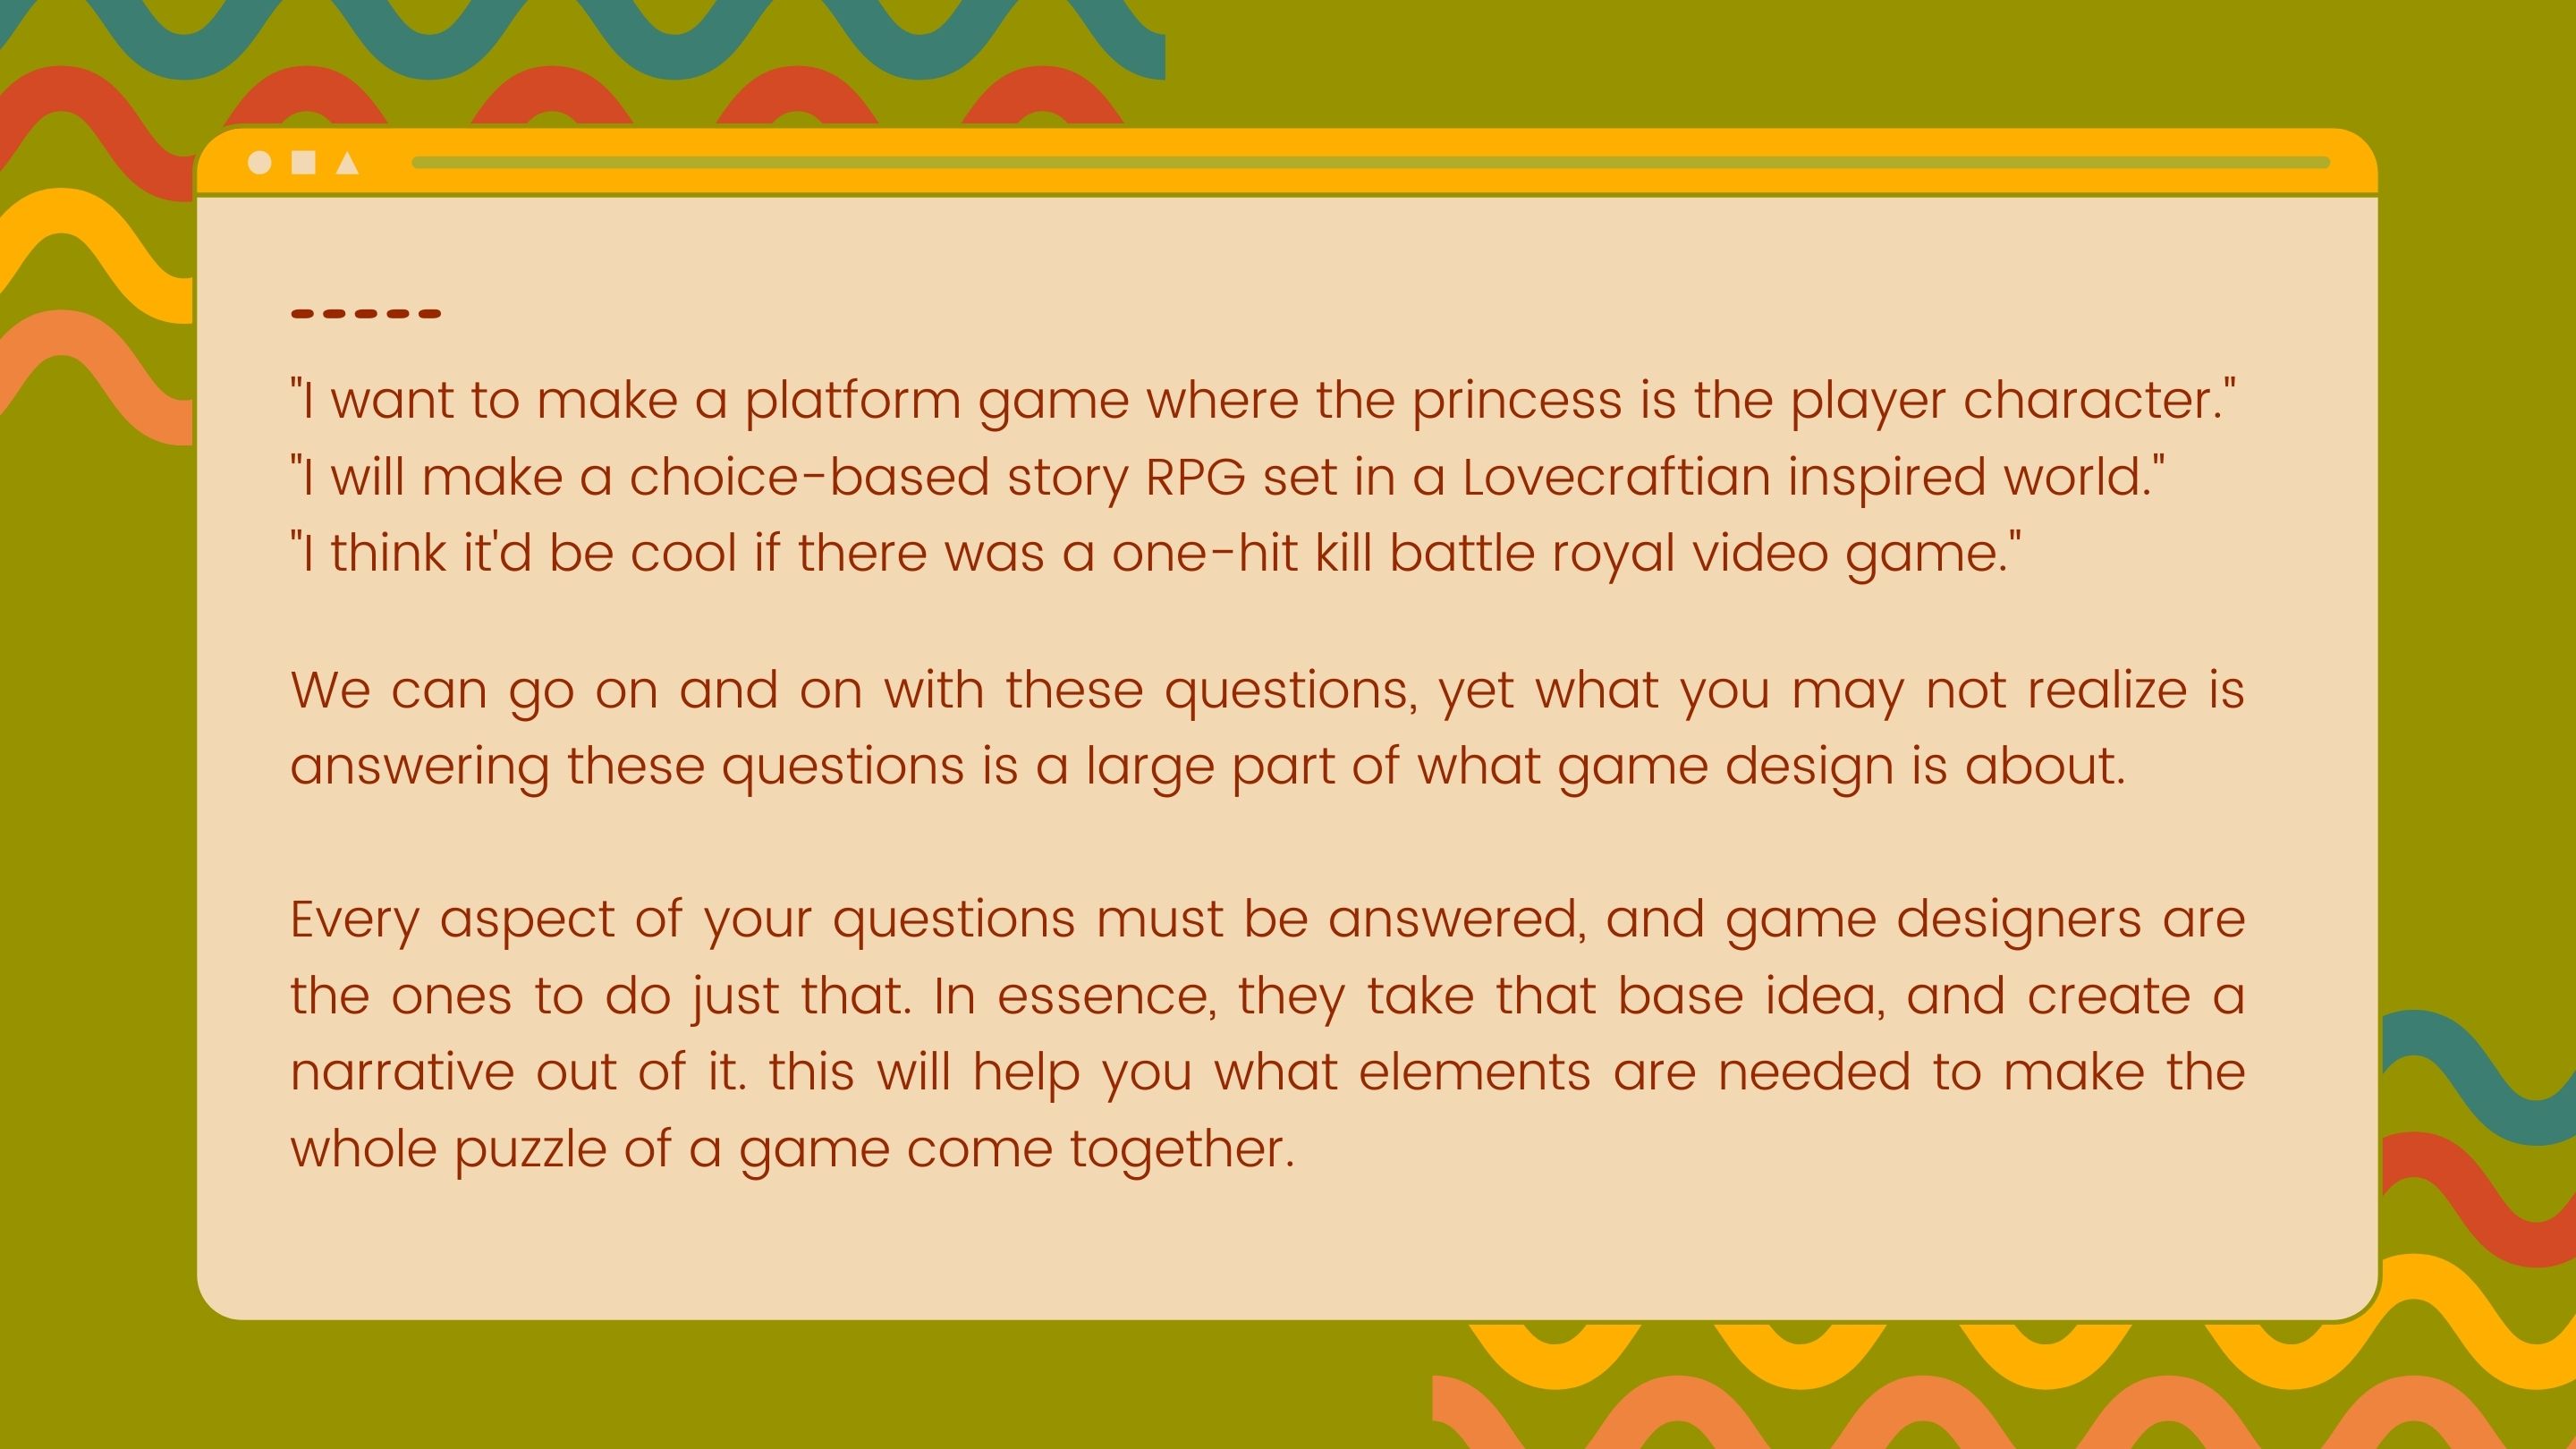 -----
"I want to make a platform game where the princess is the player character."
"I will make a choice-based story RPG set in a Lovecraftian inspired world."
"I think it'd be cool if there was a one-hit kill battle royal video game."
We can go on and on with these questions, yet what you may not realize is
answering these questions is a large part of what game design is about.
Every aspect of your questions must be answered, and game designers are
the ones to do just that. In essence, they take that base idea, and create a
narrative out of it. this will help you what elements are needed to make the
whole puzzle of a game come together.